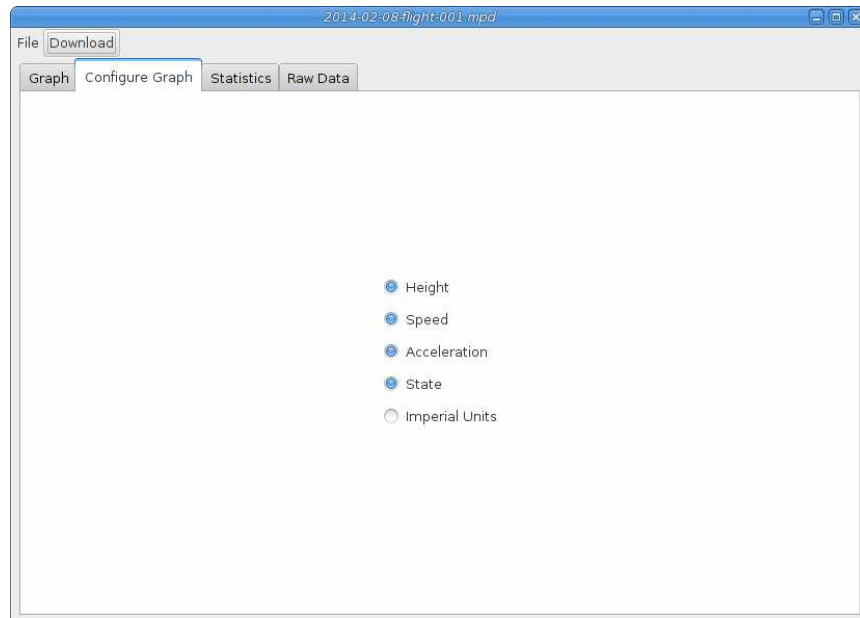 2014-02-08-flight-001.mpd
File Download
Graph Configure Graph Statistics Raw Data
Height
Speed
Acceleration
State
Imperial Units